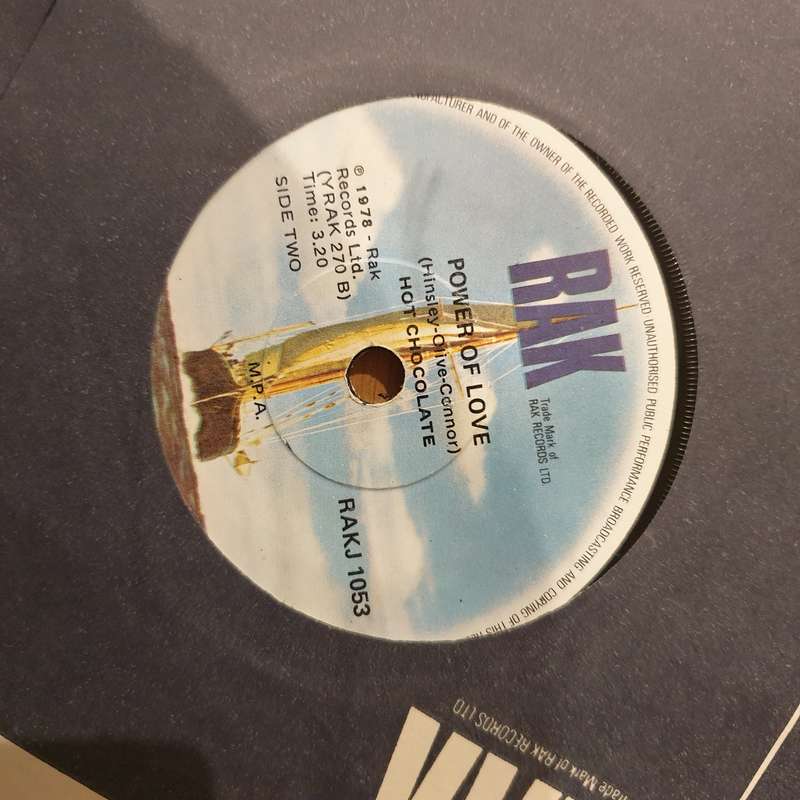 UFACTURER AND OF THE OWNER OF THE RECORDED WORK RESERVED UNAUTHORISED PUBLIC PERFORMANCE BROADCASTING AND COPYING OF THIS
RAK
Trade Mark of
RAK RECORDS LTD.
POWER OF LOVE
(Hinsley-Olive-Connor)
HOT CHOCOLATE
℗ 1978 - Rak
Records Ltd.
(YRAK 270 B)
Time: 3.20
SIDE TWO
RAKJ 1053
M.P.A.
Trade Mark of RAK RECORDS LTD